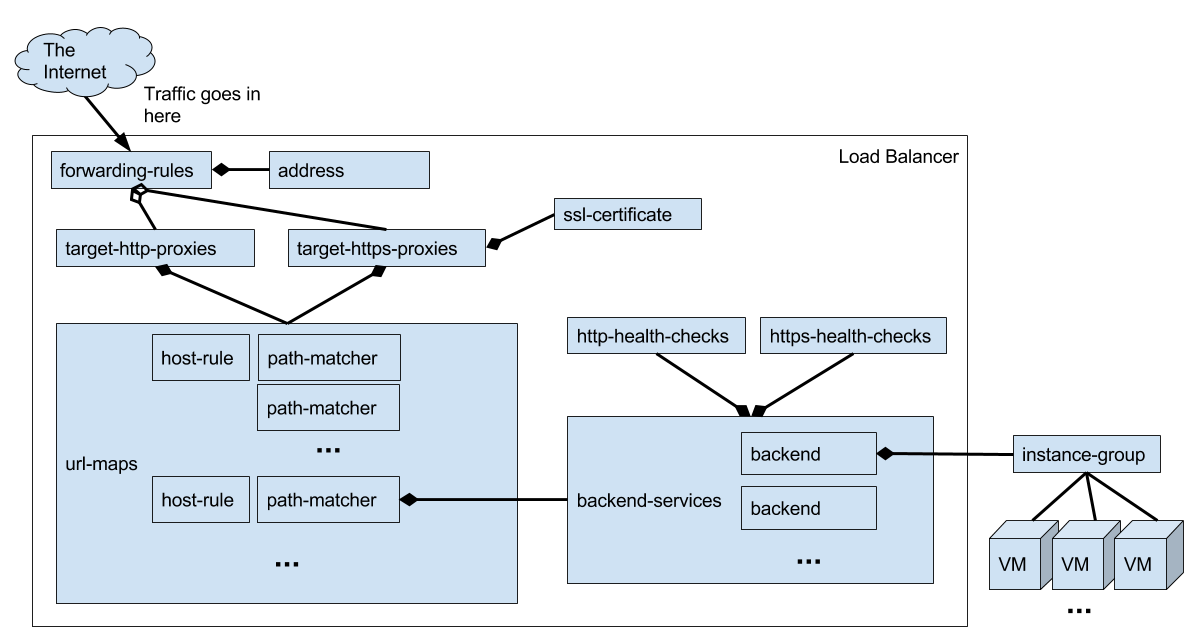 The
Internet
Traffic goes in
here
Load Balancer
forwarding-rules
address
ssl-certificate
target-http-proxies
target-https-proxies
http-health-checks
https-health-checks
host-rule
path-matcher
path-matcher
...
url-maps
host-rule
path-matcher
...
backend
backend-services
backend
...
instance-group
VM
VM
VM
...